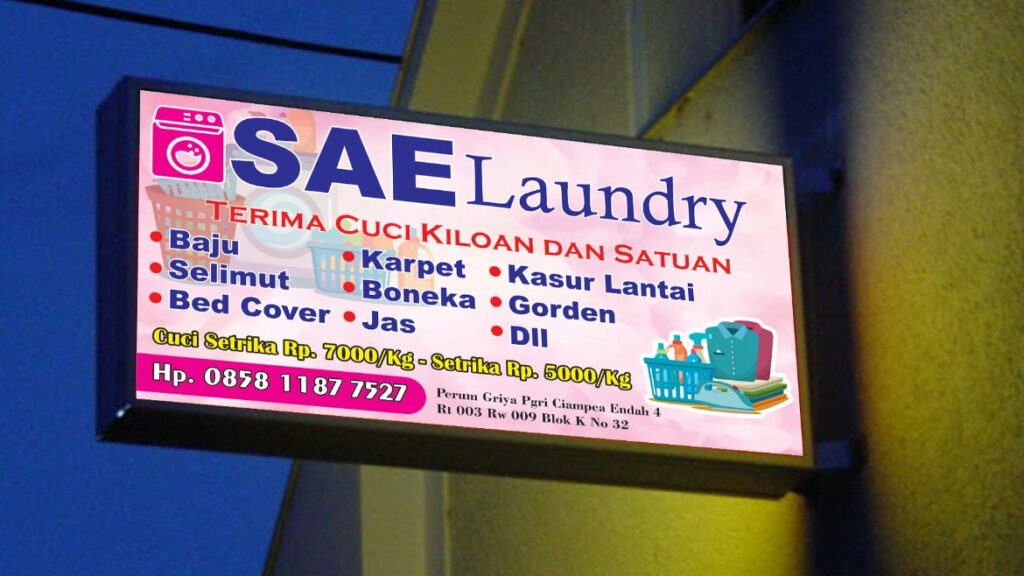 SAE Laundry
TERIMA CUCI KILOAN DAN SATUAN
• Baju
• Selimut
• Bed Cover
• Karpet
• Boneka
• Jas
• Kasur Lantai
• Gorden
• Dll
Cuci Setrika Rp. 7000/Kg - Setrika Rp. 5000/Kg
Hp. 0858 1187 7527
Perum Griya Pgri Ciampea Endah 4
Rt 003 Rw 009 Blok K No 32